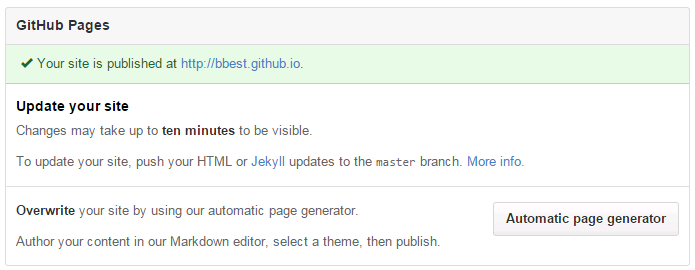 GitHub Pages
Your site is published at http://bbest.github.io.
Update your site
Changes may take up to ten minutes to be visible.
To update your site, push your HTML or Jekyll updates to the master branch. More info.
Overwrite your site by using our automatic page generator.
Automatic page generator
Author your content in our Markdown editor, select a theme, then publish.